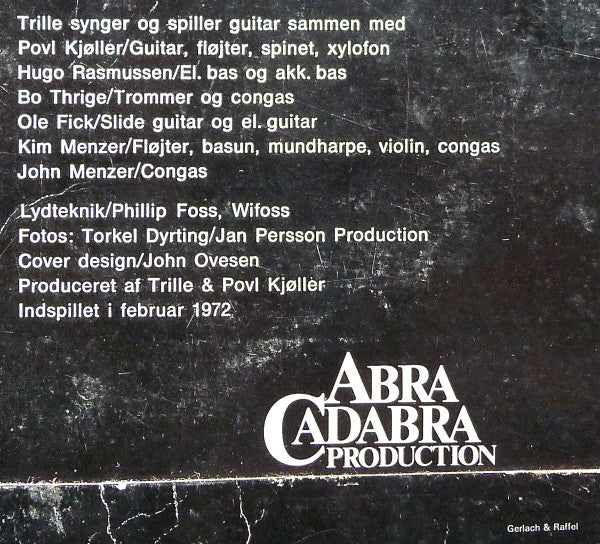 Trille synger og spiller guitar sammen med
Povl Kjøller/Guitar, fløjter, spinet, xylofon
Hugo Rasmussen/El. bas og akk. bas
Bo Thrige/Trommer og congas
Ole Fick/Slide guitar og el. guitar
Kim Menzer/Fløjter, basun, mundharpe, violin, congas
John Menzer/Congas
Lydteknik/Phillip Foss, Wifoss
Fotos: Torkel Dyrting/Jan Persson Production
Cover design/John Ovesen
Produceret af Trille & Povl Kjøller
Indspillet i februar 1972
ABRA
CADABRA
PRODUCTION
Gerlach & Raffel